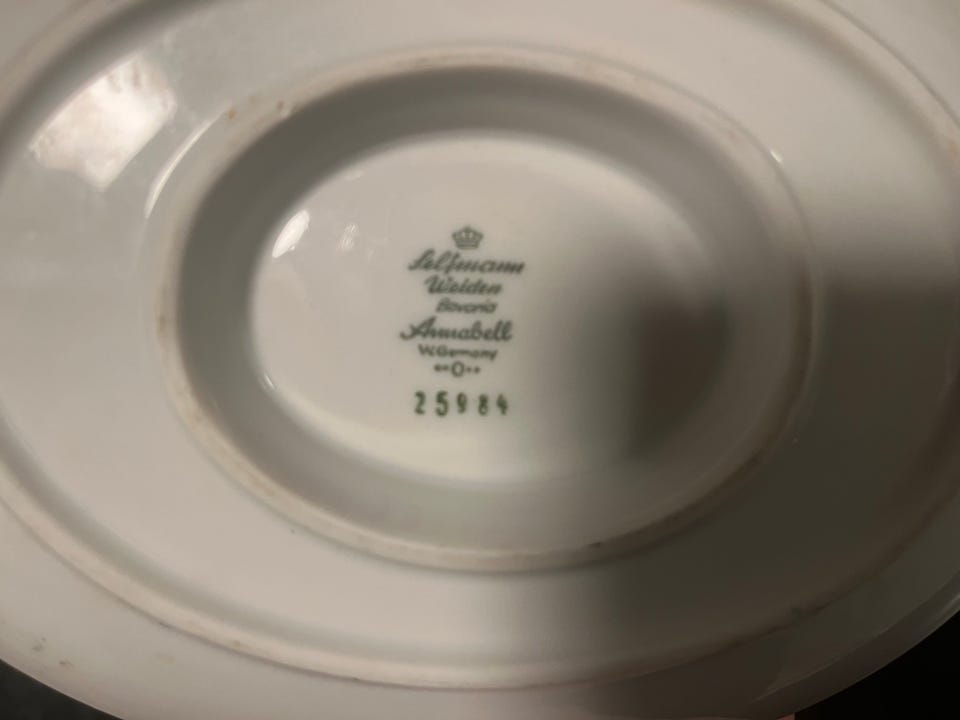 Seltmann
Weiden
Bavaria
Annabell
W.Germany
**O**
25984